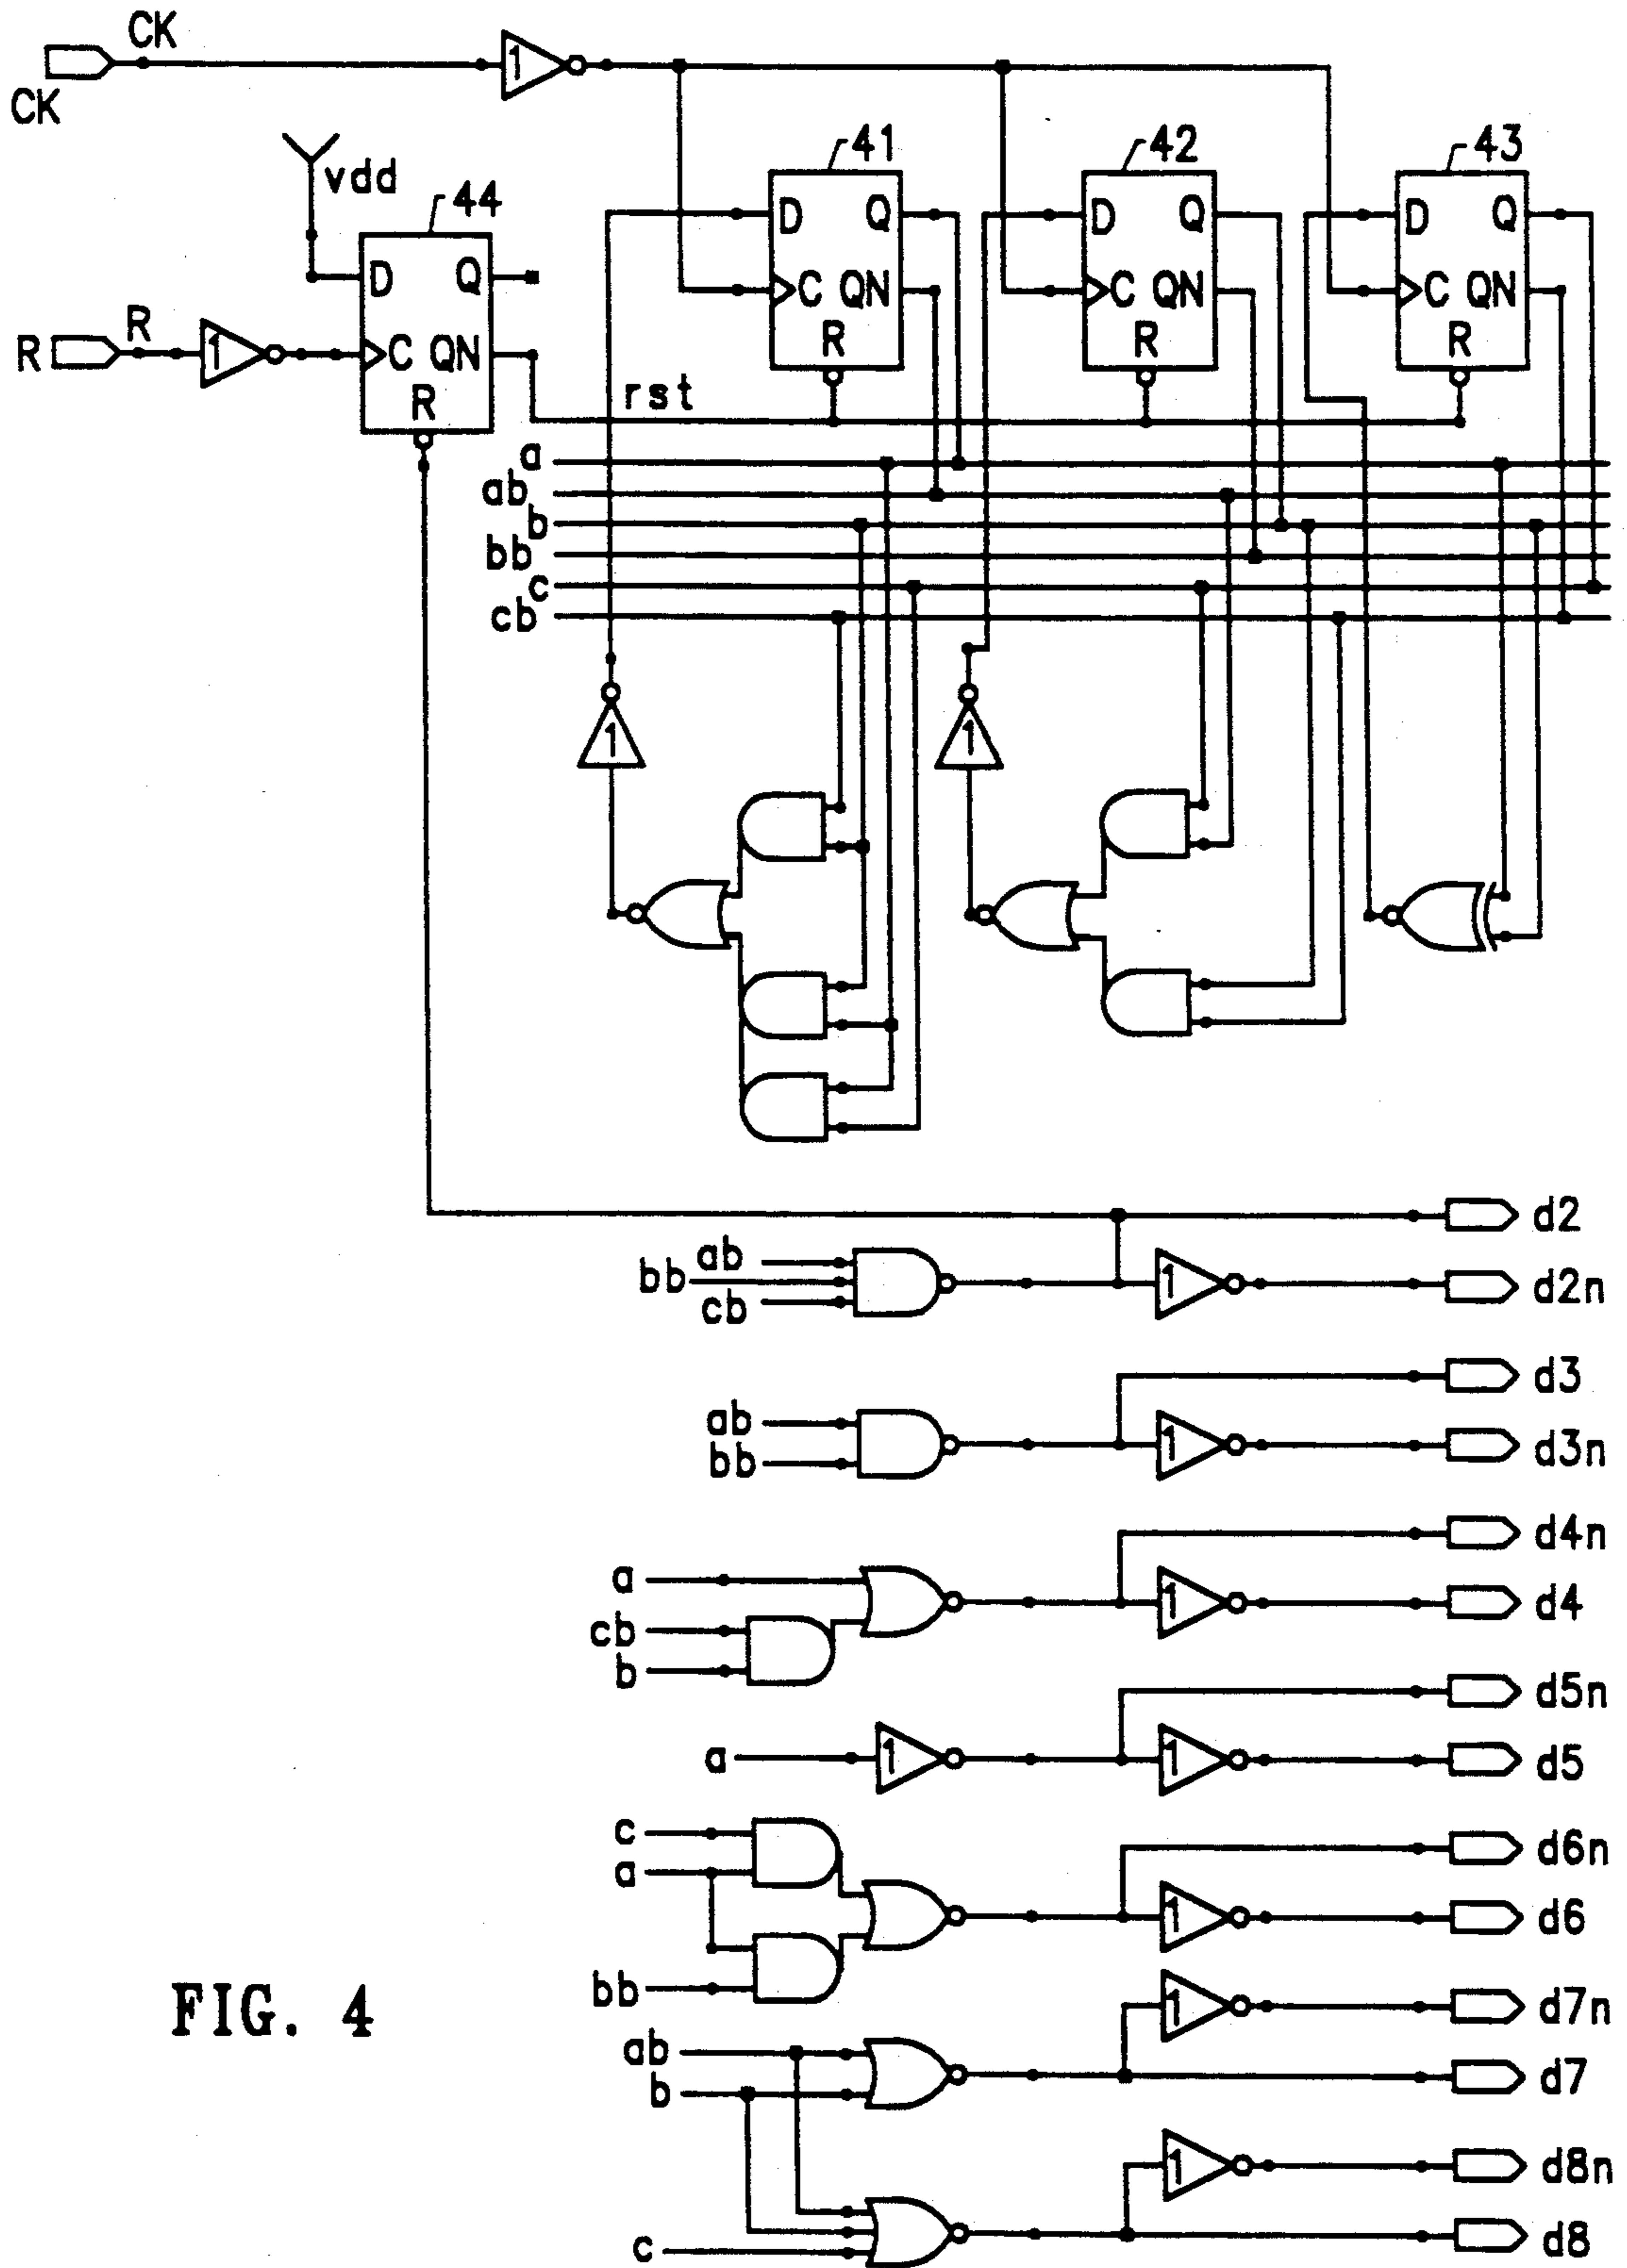 CK
CK
1
41
42
43
vdd
44
D Q
D Q
D Q
D Q
C QN
C QN
C QN
R
R
1
C QN
R
R
R
R
rst
a
ab
b
bb
c
cb
1
1
d2
ab
bb
cb
1
d2n
d3
ab
bb
1
d3n
d4n
a
cb
b
1
d4
d5n
a
1
1
d5
c
a
d6n
1
d6
bb
FIG. 4
1
d7n
ab
b
d7
1
d8n
c
d8